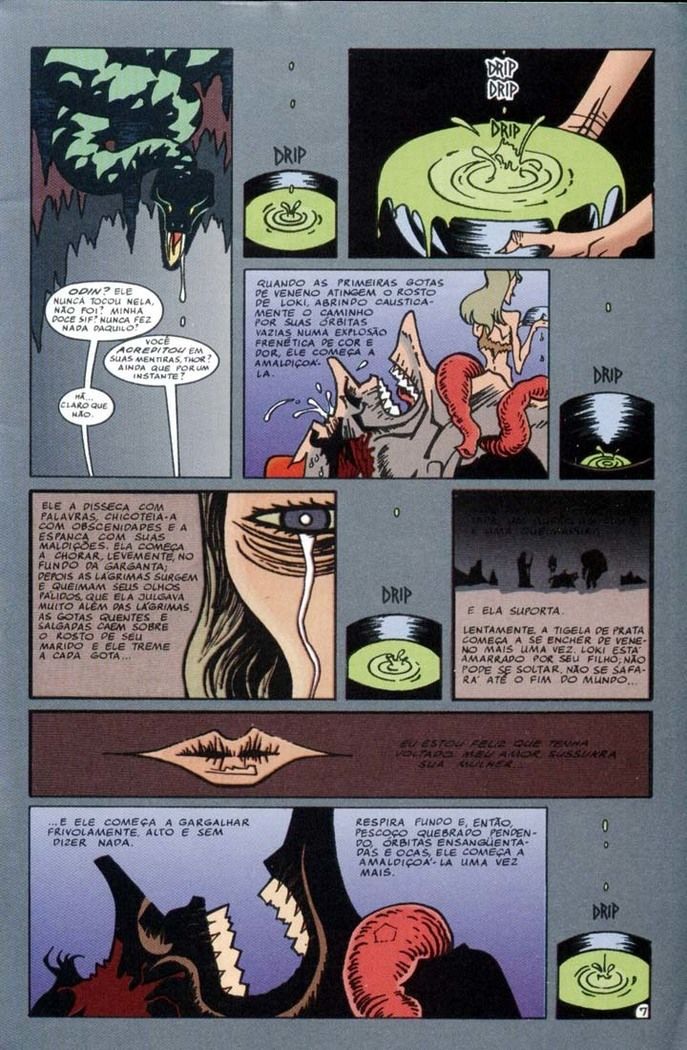 ODIN? ELE
NUNCA TOCOU NELA,
NÃO FOI? MINHA
DOCE SIF? NUNCA FEZ
NADA DAQUILO?
VOCÊ
ACREDITOU EM
SUAS MENTIRAS, THOR?
AINDA QUE POR UM
INSTANTE?
HÃ...
CLARO QUE
NÃO.
DRIP
DRIP
DRIP
DRIP
QUANDO AS PRIMEIRAS GOTAS
DE VENENO ATINGEM O ROSTO
DE LOKI, ABRINDO CAUSTICA-
MENTE O CAMINHO
POR SUAS ÓRBITAS
VAZIAS NUMA EXPLOSÃO
FRENÉTICA DE COR E
DOR, ELE COMEÇA A
AMALDIÇOÁ-
LA.
DRIP
ELE A DISSECA COM
PALAVRAS, CHICOTEIA-A
COM OBSCENIDADES E A
ESPANCA COM SUAS
MALDIÇÕES. ELA COMEÇA
A CHORAR, LEVEMENTE, NO
FUNDO DA GARGANTA;
DEPOIS AS LÁGRIMAS SURGEM
E QUEIMAM SEUS OLHOS
PÁLIDOS, QUE ELA JULGAVA
MUITO ALÉM DAS LÁGRIMAS.
AS GOTAS QUENTES E
SALGADAS CAEM SOBRE
O ROSTO DE SEU
MARIDO E ELE TREME
A CADA GOTA...
DRIP
E ELA SUPORTA.
LENTAMENTE, A TIGELA DE PRATA
COMEÇA A SE ENCHER DE VENE-
NO MAIS UMA VEZ. LOKI ESTÁ
AMARRADO POR SEU FILHO; NÃO
PODE SE SOLTAR, NÃO SE SAFA-
RÁ ATÉ O FIM DO MUNDO...
EU ESTOU FELIZ QUE TENHA
VOLTADO, MEU AMOR, SUSSURRA
SUA MULHER...
...E ELE COMEÇA A GARGALHAR
FRIVOLAMENTE, ALTO E SEM
DIZER NADA.
RESPIRA FUNDO E, ENTÃO,
PESCOÇO QUEBRADO PENDEN-
DO, ÓRBITAS ENSANGÜENTA-
DAS E OCAS, ELE COMEÇA A
AMALDIÇOÁ-LA UMA VEZ
MAIS.
DRIP
7